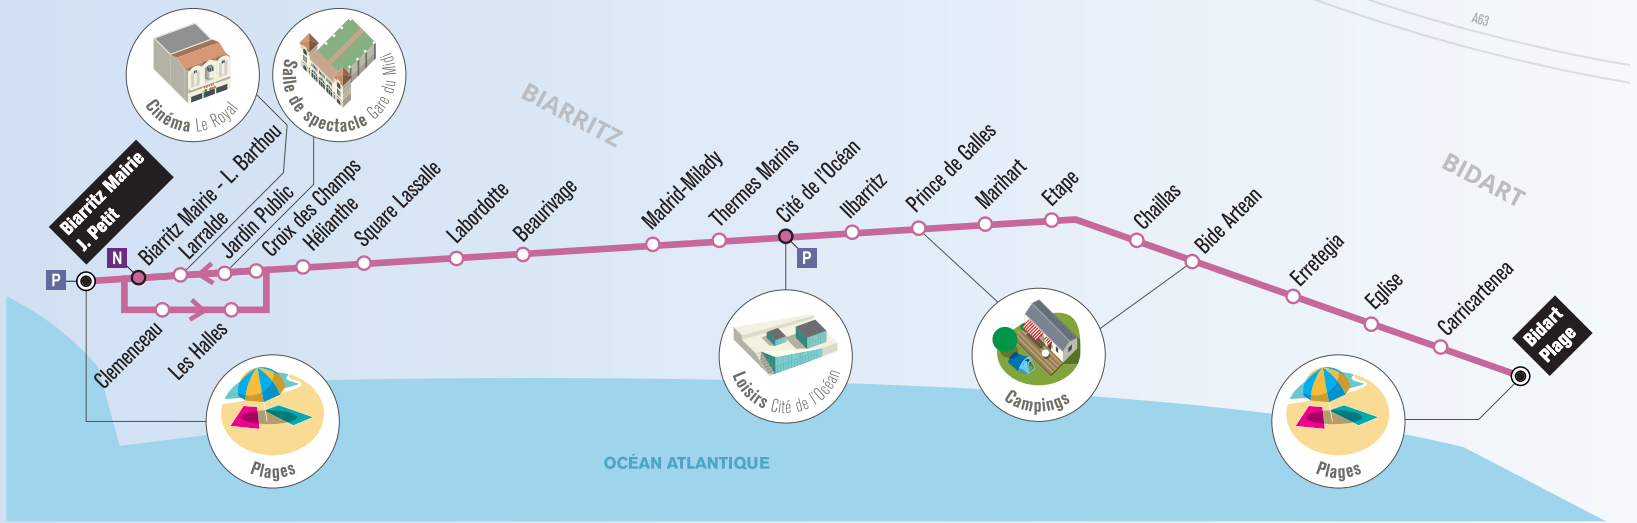 A63
BIARRITZ
BIDART
Cinéma Le Royal
Salle de spectacle Gare du Midi
Biarritz Mairie
J. Petit
P
N
Biarritz Mairie - L. Barthou
Larralde
Jardin Public
Croix des Champs
Hélianthe
Square Lassalle
Labordotte
Beaurivage
Madrid-Milady
Thermes Marins
Cité de l'Océan
P
Ilbarritz
Prince de Galles
Marihart
Etape
Chaillas
Bide Artean
Erretegia
Eglise
Carricartenea
Bidart
Plage
Clemenceau
Les Halles
Plages
Loisirs Cité de l'Océan
Campings
Plages
OCÉAN ATLANTIQUE